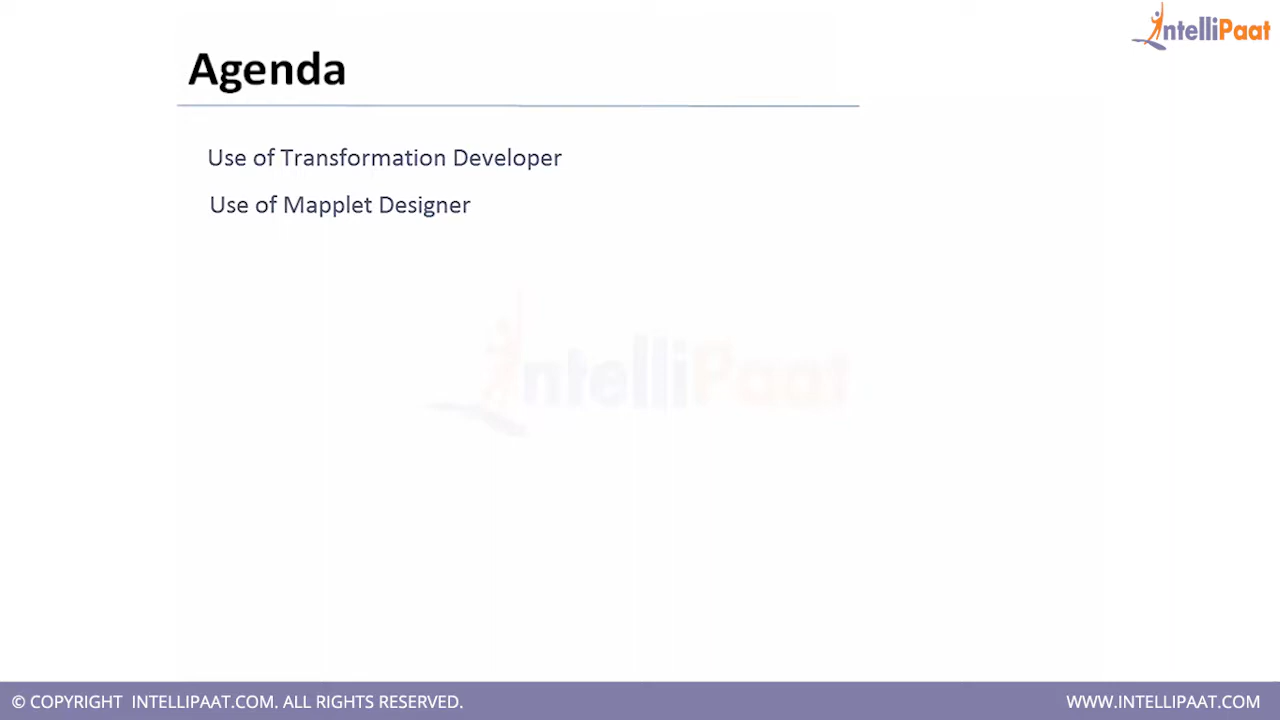 IntelliPaat
Agenda
Use of Transformation Developer
Use of Mapplet Designer
IntelliPaat
© COPYRIGHT INTELLIPAAT.COM. ALL RIGHTS RESERVED.
WWW.INTELLIPAAT.COM